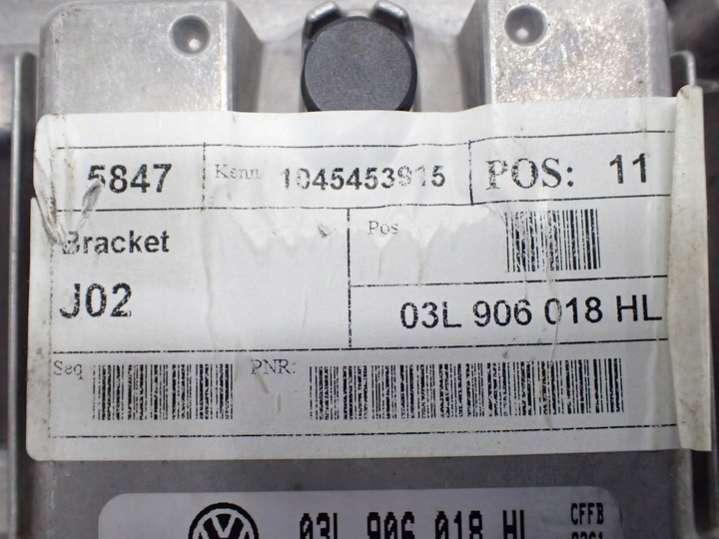 5847 Kenn 1045453915 POS: 11
Bracket Pos
J02
03L 906 018 HL
Seq PNR:
03L 906 018 HL CFFB